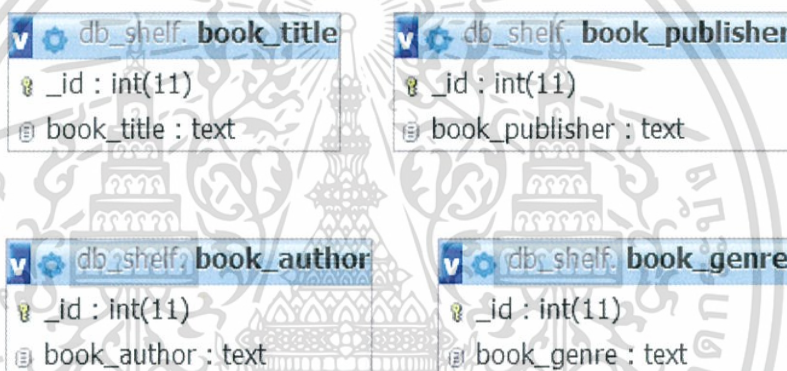 db_shelf. book_title
_id : int(11)
book_title : text
db_shelf. book_publisher
_id : int(11)
book_publisher : text
db_shelf. book_author
_id : int(11)
book_author : text
db_shelf. book_genre
_id : int(11)
book_genre : text